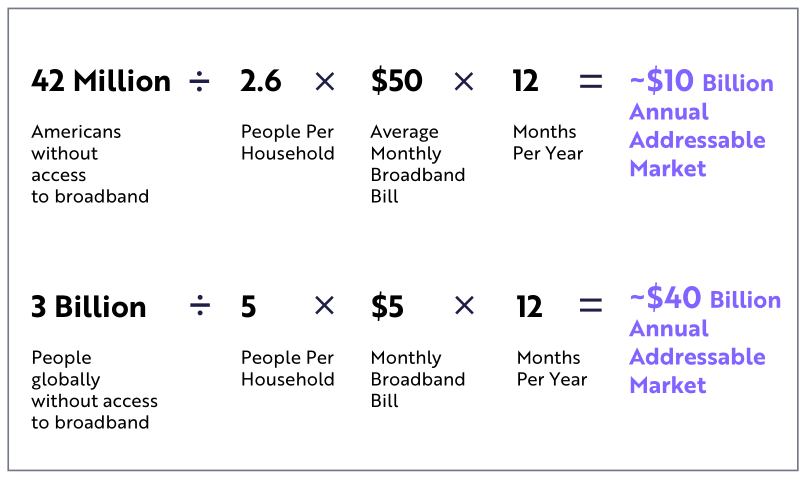 42 Million ÷ 2.6 × $50 × 12 = ~$10 Billion
Annual
Addressable
Market
Americans
without
access
to broadband
People Per
Household
Average
Monthly
Broadband
Bill
Months
Per Year
3 Billion ÷ 5 × $5 × 12 = ~$40 Billion
Annual
Addressable
Market
People
globally
without access
to broadband
People Per
Household
Monthly
Broadband
Bill
Months
Per Year